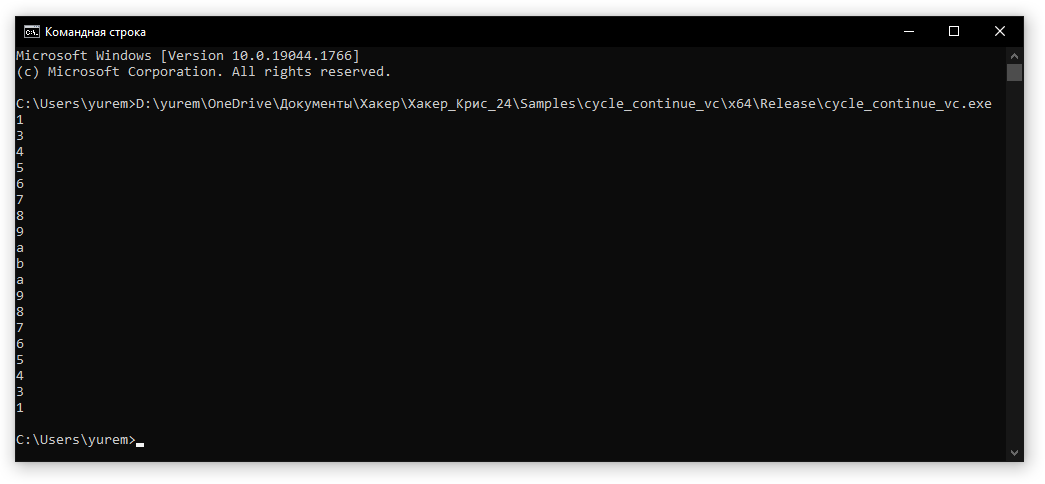 Командная строка
Microsoft Windows [Version 10.0.19044.1766]
(c) Microsoft Corporation. All rights reserved.
C:\Users\yurem>D:\yurem\OneDrive\Документы\Хакер\Хакер_Крис_24\Samples\cycle_continue_vc\x64\Release\cycle_continue_vc.exe
1
3
4
5
6
7
8
9
a
b
a
9
8
7
6
5
4
3
1
C:\Users\yurem>